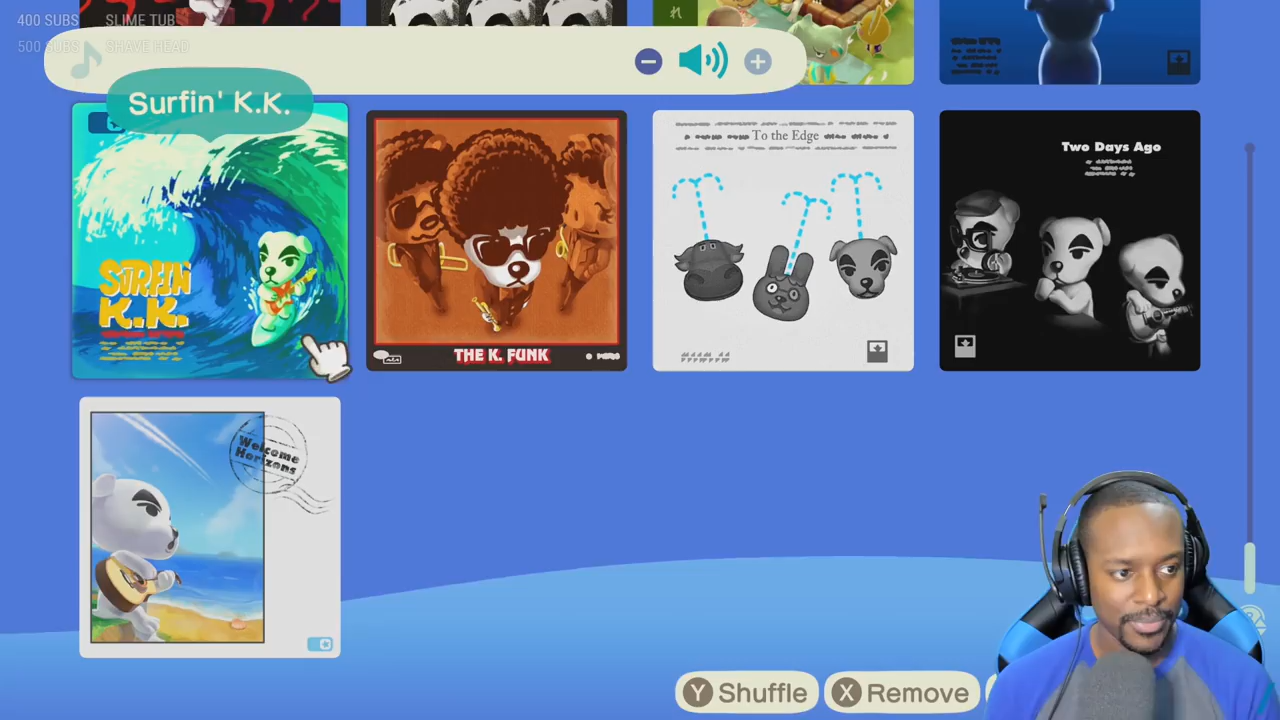 400 SUBS SLIME TUB
500 SUBS SHAVE HEAD
れ
Surfin' K.K.
SURFIN
K.K.
THE K. FUNK
To the Edge
Two Days Ago
Welcome
Horizons
Y Shuffle
X Remove